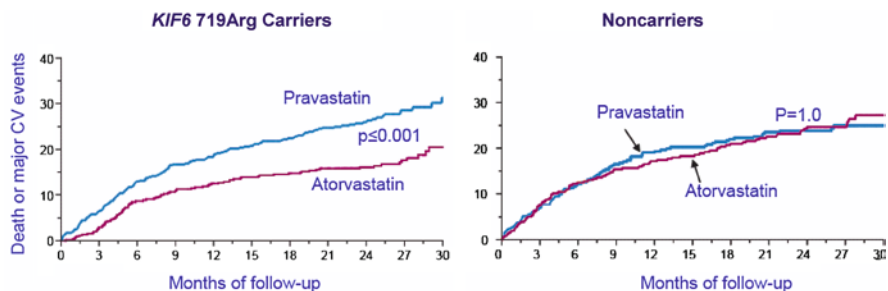 KIF6 719Arg Carriers
Death or major CV events
40
30
20
10
0
Pravastatin
p≤0.001
Atorvastatin
0 3 6 9 12 15 18 21 24 27 30
Months of follow-up
Noncarriers
40
30
20
10
0
P=1.0
Pravastatin
Atorvastatin
0 3 6 9 12 15 18 21 24 27 30
Months of follow-up